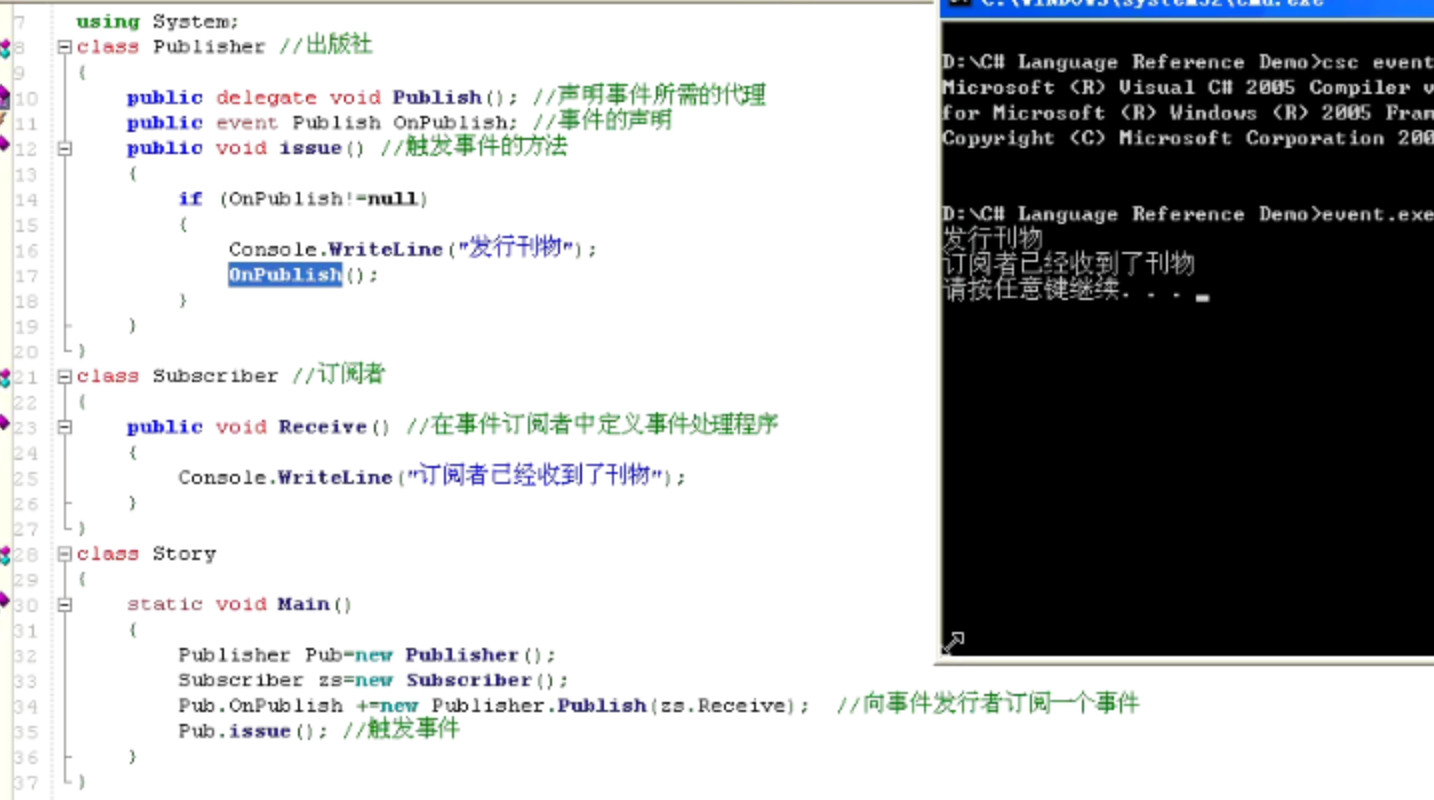 7 using System;
8 class Publisher //出版社
9 {
10 public delegate void Publish(); //声明事件所需的代理
11 public event Publish OnPublish; //事件的声明
12 public void issue() //触发事件的方法
13 {
14 if (OnPublish!=null)
15 {
16 Console.WriteLine("发行刊物");
17 OnPublish();
18 }
19 }
20 }
21 class Subscriber //订阅者
22 {
23 public void Receive() //在事件订阅者中定义事件处理程序
24 {
25 Console.WriteLine("订阅者已经收到了刊物");
26 }
27 }
28 class Story
29 {
30 static void Main()
31 {
32 Publisher Pub=new Publisher();
33 Subscriber zs=new Subscriber();
34 Pub.OnPublish +=new Publisher.Publish(zs.Receive); //向事件发行者订阅一个事件
35 Pub.issue(); //触发事件
36 }
37 }
C:\WINDOWS\system32\cmd.exe
D:\C# Language Reference Demo>csc event
Microsoft (R) Visual C# 2005 Compiler v
for Microsoft (R) Windows (R) 2005 Fram
Copyright (C) Microsoft Corporation 200
D:\C# Language Reference Demo>event.exe
发行刊物
订阅者已经收到了刊物
请按任意键继续. . .